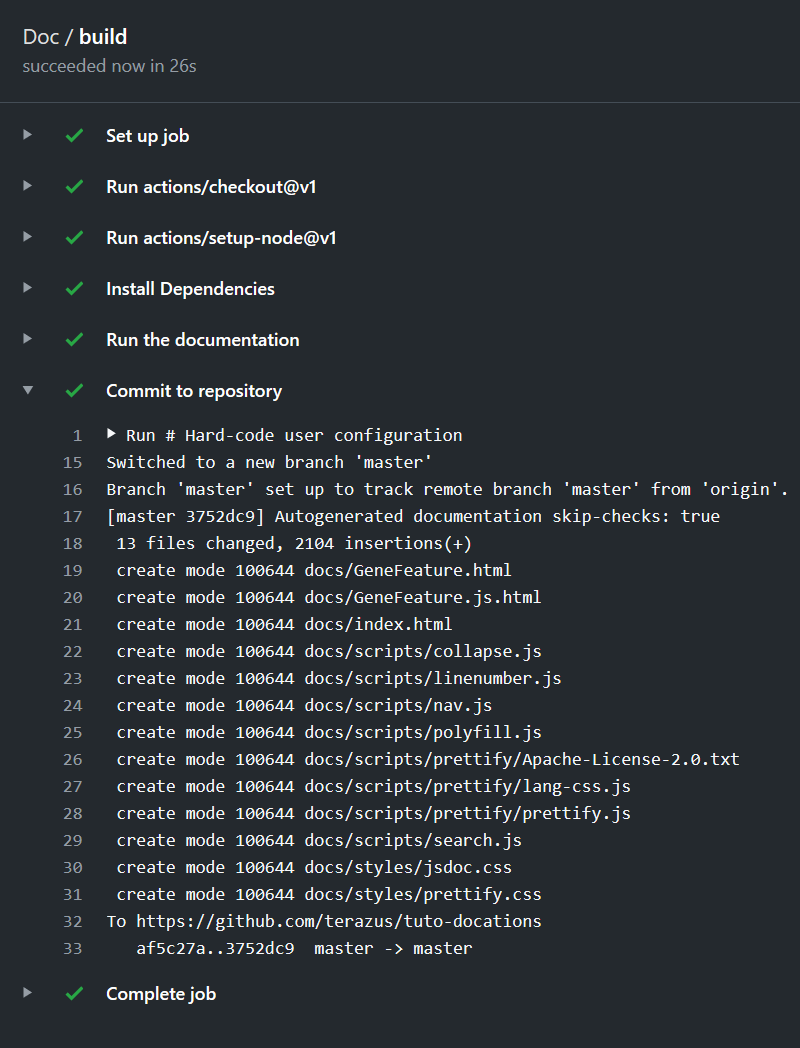 Doc / build
succeeded now in 26s
Set up job
Run actions/checkout@v1
Run actions/setup-node@v1
Install Dependencies
Run the documentation
Commit to repository
1 Run # Hard-code user configuration
15 Switched to a new branch 'master'
16 Branch 'master' set up to track remote branch 'master' from 'origin'.
17 [master 3752dc9] Autogenerated documentation skip-checks: true
18 13 files changed, 2104 insertions(+)
19 create mode 100644 docs/GeneFeature.html
20 create mode 100644 docs/GeneFeature.js.html
21 create mode 100644 docs/index.html
22 create mode 100644 docs/scripts/collapse.js
23 create mode 100644 docs/scripts/linenumber.js
24 create mode 100644 docs/scripts/nav.js
25 create mode 100644 docs/scripts/polyfill.js
26 create mode 100644 docs/scripts/prettify/Apache-License-2.0.txt
27 create mode 100644 docs/scripts/prettify/lang-css.js
28 create mode 100644 docs/scripts/prettify/prettify.js
29 create mode 100644 docs/scripts/search.js
30 create mode 100644 docs/styles/jsdoc.css
31 create mode 100644 docs/styles/prettify.css
32 To https://github.com/terazus/tuto-docations
33 af5c27a..3752dc9 master -> master
Complete job